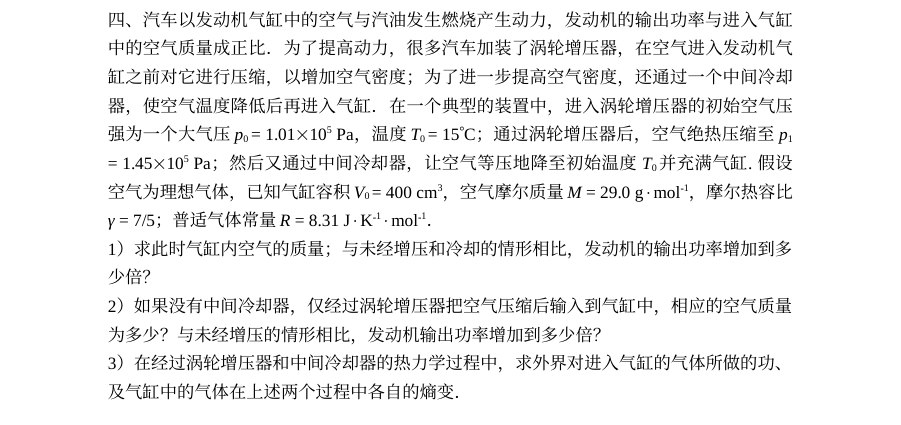 四、汽车以发动机气缸中的空气与汽油发生燃烧产生动力，发动机的输出功率与进入气缸
中的空气质量成正比．为了提高动力，很多汽车加装了涡轮增压器，在空气进入发动机气
缸之前对它进行压缩，以增加空气密度；为了进一步提高空气密度，还通过一个中间冷却
器，使空气温度降低后再进入气缸．在一个典型的装置中，进入涡轮增压器的初始空气压
强为一个大气压 p₀ = 1.01×10⁵ Pa，温度 T₀ = 15℃；通过涡轮增压器后，空气绝热压缩至 p₁
= 1.45×10⁵ Pa；然后又通过中间冷却器，让空气等压地降至初始温度 T₀ 并充满气缸. 假设
空气为理想气体，已知气缸容积 V₀ = 400 cm³，空气摩尔质量 M = 29.0 g · mol⁻¹，摩尔热容比
γ = 7/5；普适气体常量 R = 8.31 J · K⁻¹ · mol⁻¹.
1）求此时气缸内空气的质量；与未经增压和冷却的情形相比，发动机的输出功率增加到多
少倍？
2）如果没有中间冷却器，仅经过涡轮增压器把空气压缩后输入到气缸中，相应的空气质量
为多少？与未经增压的情形相比，发动机输出功率增加到多少倍？
3）在经过涡轮增压器和中间冷却器的热力学过程中，求外界对进入气缸的气体所做的功、
及气缸中的气体在上述两个过程中各自的熵变．